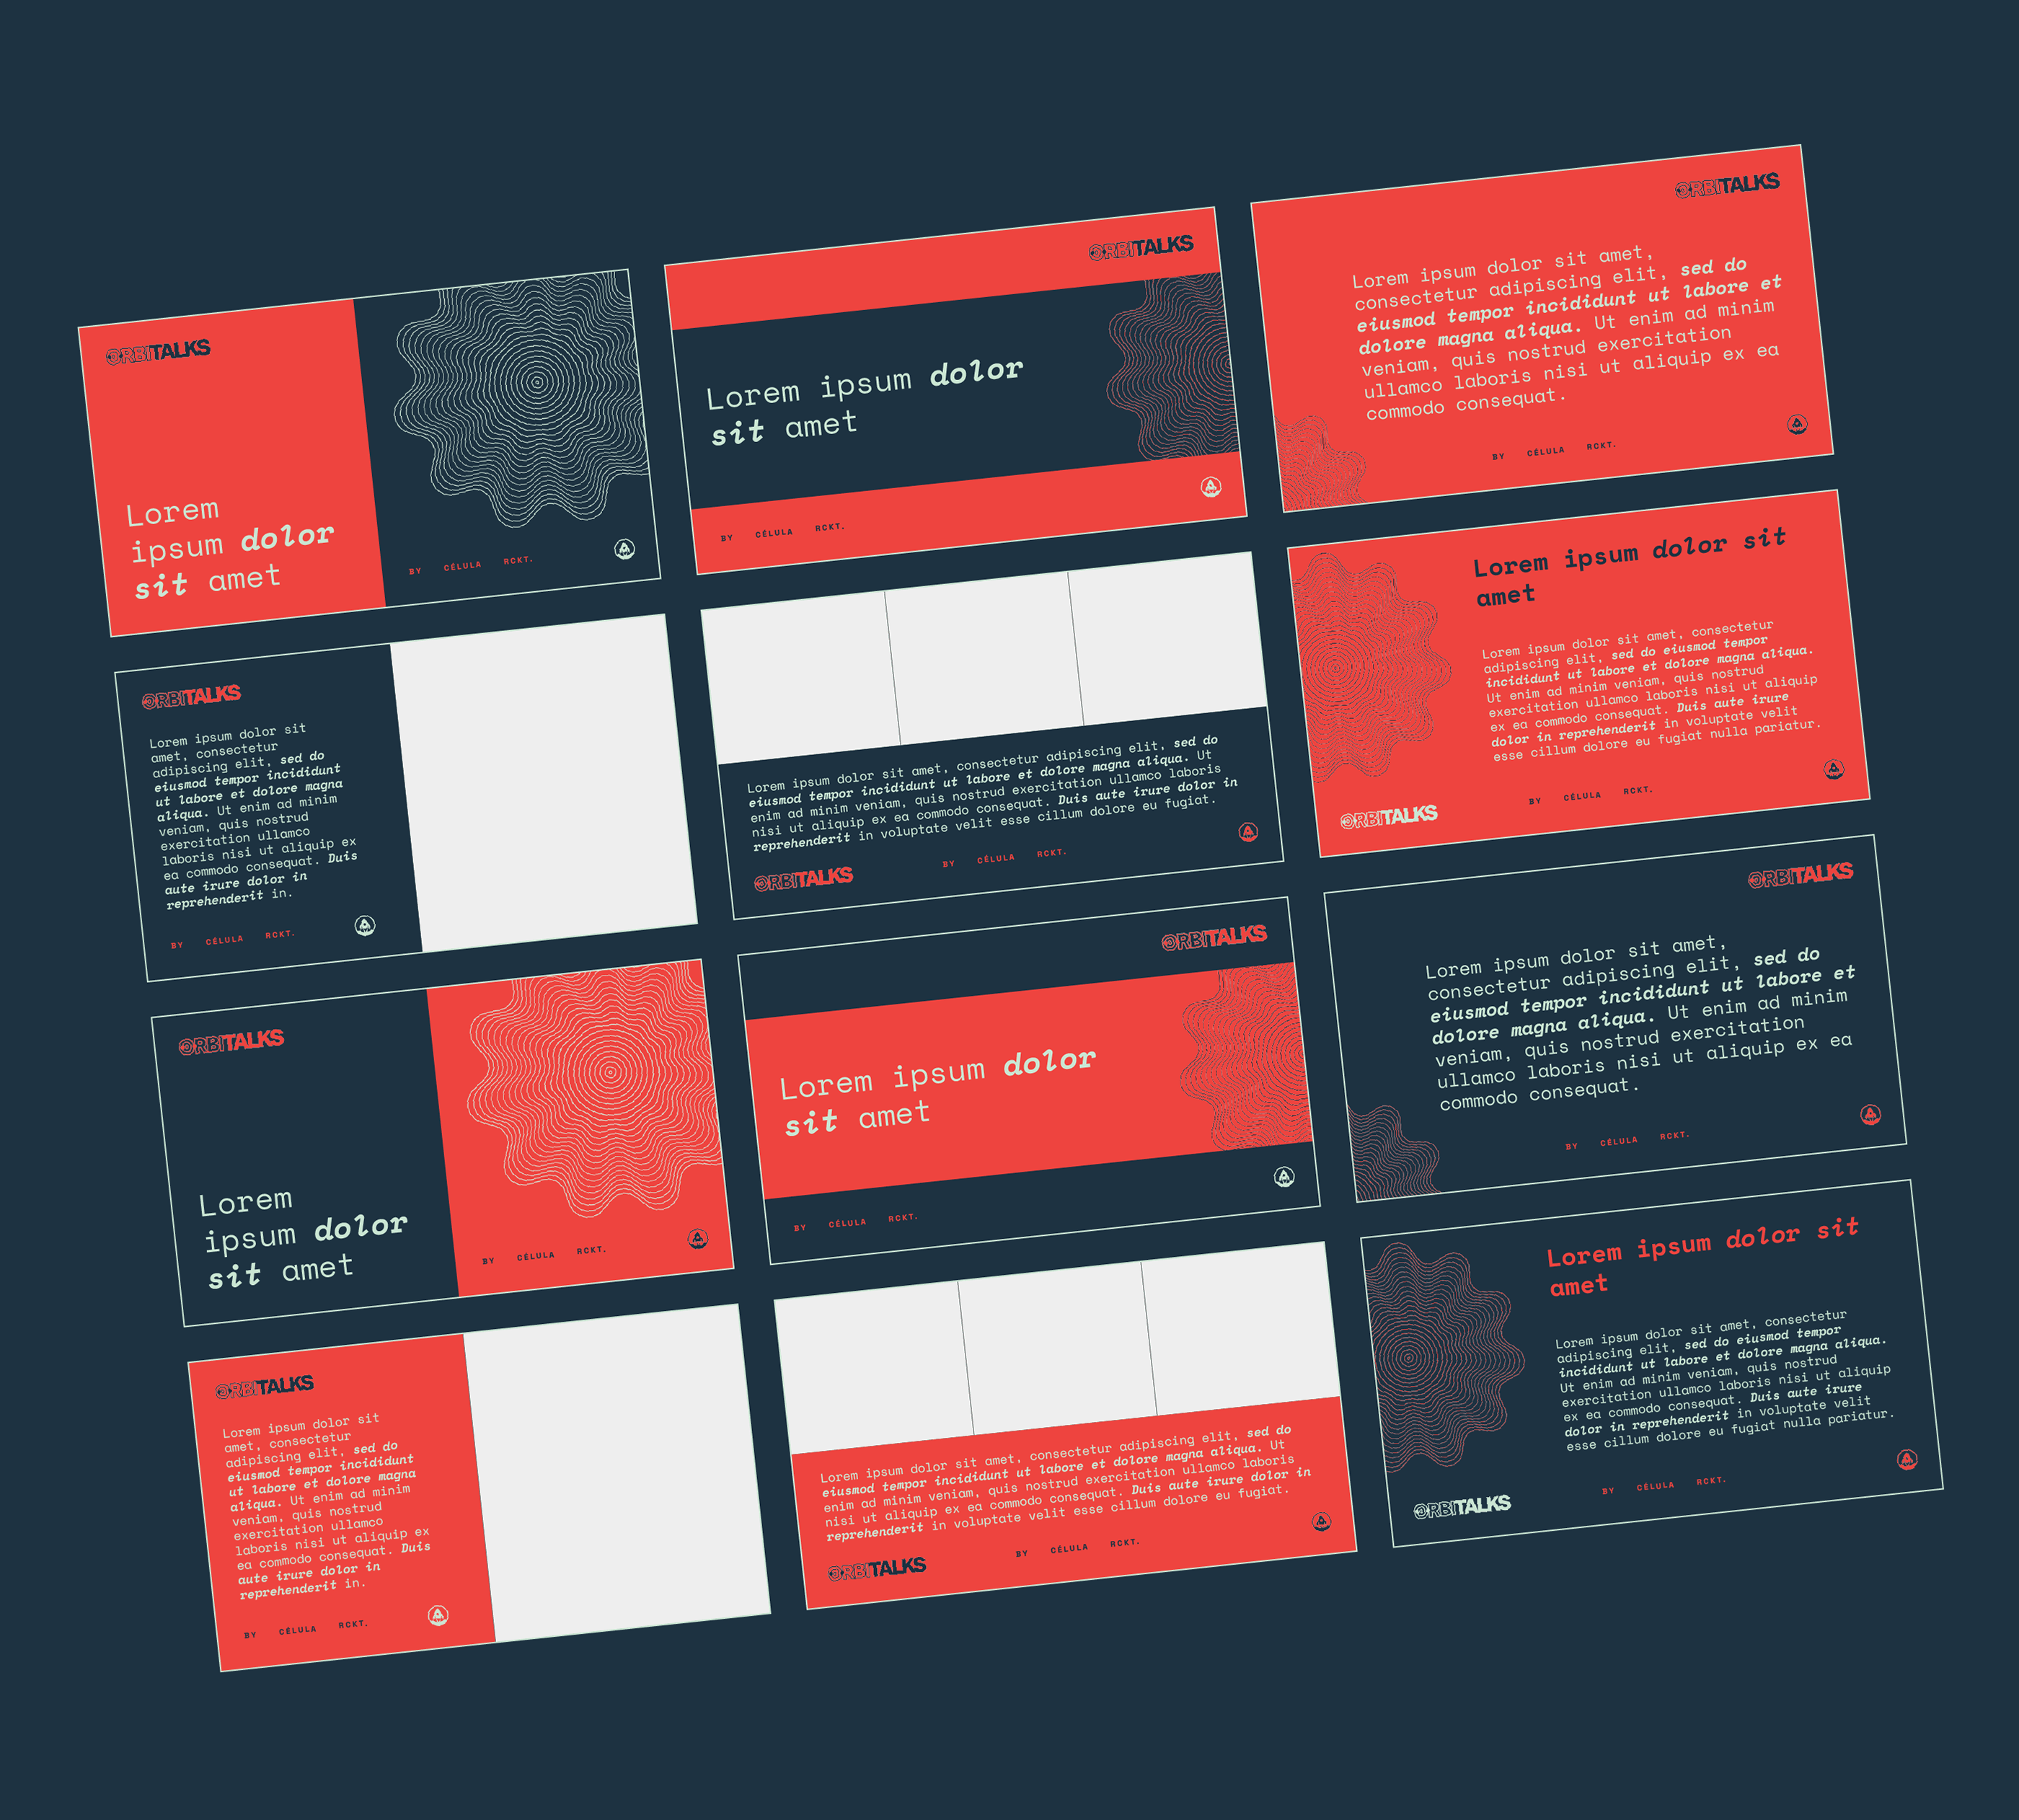 ORBITALKS
Lorem
ipsum dolor
sit amet
BY CÉLULA RCKT.
ORBITALKS
Lorem ipsum dolor
sit amet
BY CÉLULA RCKT.
ORBITALKS
Lorem ipsum dolor sit amet,
consectetur adipiscing elit, sed do
eiusmod tempor incididunt ut labore et
dolore magna aliqua. Ut enim ad minim
veniam, quis nostrud exercitation
ullamco laboris nisi ut aliquip ex ea
commodo consequat.
BY CÉLULA RCKT.
ORBITALKS
Lorem ipsum dolor sit
amet, consectetur
adipiscing elit, sed do
eiusmod tempor incididunt
ut labore et dolore magna
aliqua. Ut enim ad minim
veniam, quis nostrud
exercitation ullamco
laboris nisi ut aliquip ex
ea commodo consequat. Duis
aute irure dolor in
reprehenderit in.
BY CÉLULA RCKT.
Lorem ipsum dolor sit amet, consectetur adipiscing elit, sed do
eiusmod tempor incididunt ut labore et dolore magna aliqua. Ut
enim ad minim veniam, quis nostrud exercitation ullamco laboris
nisi ut aliquip ex ea commodo consequat. Duis aute irure dolor in
reprehenderit in voluptate velit esse cillum dolore eu fugiat.
BY CÉLULA RCKT.
ORBITALKS
Lorem ipsum dolor sit
amet
Lorem ipsum dolor sit amet, consectetur
adipiscing elit, sed do eiusmod tempor
incididunt ut labore et dolore magna aliqua.
Ut enim ad minim veniam, quis nostrud
exercitation ullamco laboris nisi ut aliquip
ex ea commodo consequat. Duis aute irure
dolor in reprehenderit in voluptate velit
esse cillum dolore eu fugiat nulla pariatur.
BY CÉLULA RCKT.
ORBITALKS
ORBITALKS
Lorem
ipsum dolor
sit amet
BY CÉLULA RCKT.
ORBITALKS
Lorem ipsum dolor
sit amet
BY CÉLULA RCKT.
ORBITALKS
Lorem ipsum dolor sit amet,
consectetur adipiscing elit, sed do
eiusmod tempor incididunt ut labore et
dolore magna aliqua. Ut enim ad minim
veniam, quis nostrud exercitation
ullamco laboris nisi ut aliquip ex ea
commodo consequat.
BY CÉLULA RCKT.
ORBITALKS
Lorem ipsum dolor sit
amet, consectetur
adipiscing elit, sed do
eiusmod tempor incididunt
ut labore et dolore magna
aliqua. Ut enim ad minim
veniam, quis nostrud
exercitation ullamco
laboris nisi ut aliquip ex
ea commodo consequat. Duis
aute irure dolor in
reprehenderit in.
BY CÉLULA RCKT.
Lorem ipsum dolor sit amet, consectetur adipiscing elit, sed do
eiusmod tempor incididunt ut labore et dolore magna aliqua. Ut
enim ad minim veniam, quis nostrud exercitation ullamco laboris
nisi ut aliquip ex ea commodo consequat. Duis aute irure dolor in
reprehenderit in voluptate velit esse cillum dolore eu fugiat.
BY CÉLULA RCKT.
ORBITALKS
Lorem ipsum dolor sit
amet
Lorem ipsum dolor sit amet, consectetur
adipiscing elit, sed do eiusmod tempor
incididunt ut labore et dolore magna aliqua.
Ut enim ad minim veniam, quis nostrud
exercitation ullamco laboris nisi ut aliquip
ex ea commodo consequat. Duis aute irure
dolor in reprehenderit in voluptate velit
esse cillum dolore eu fugiat nulla pariatur.
BY CÉLULA RCKT.
ORBITALKS